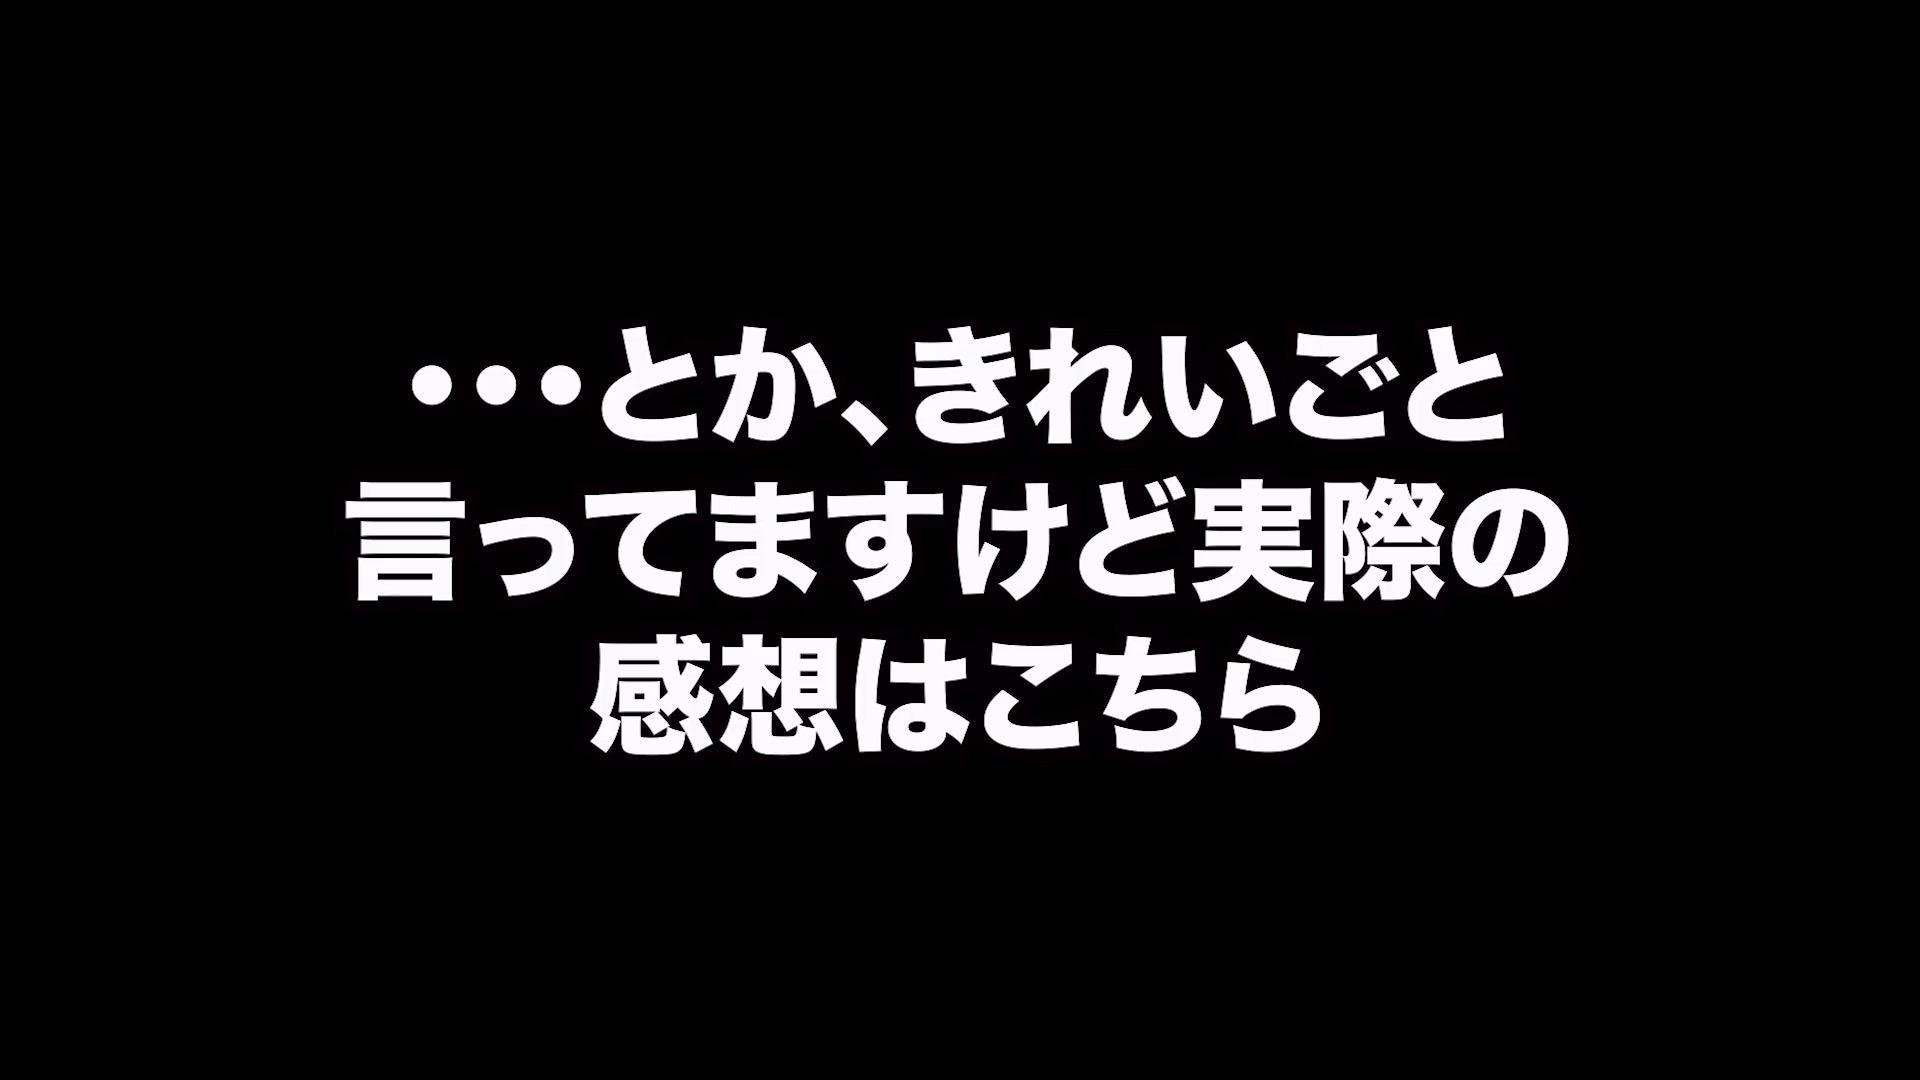 ・・・とか、きれいごと
言ってますけど実際の
感想はこちら